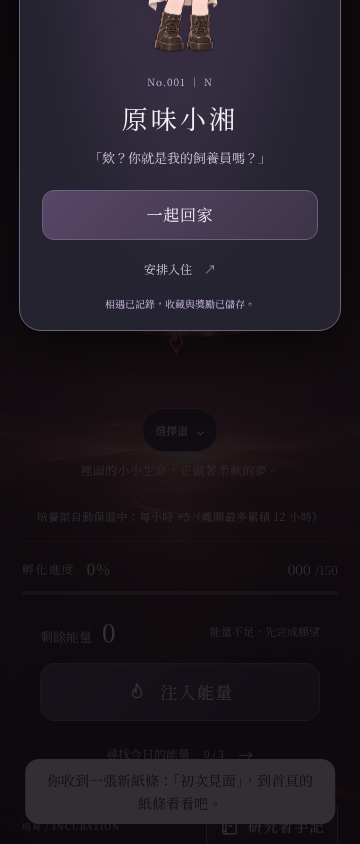 No.001 | N
原味小湘
「欸？你就是我的飼養員嗎？」
一起回家
安排入住 ↗
相遇已記錄，收藏與獎勵已儲存。
選擇蛋
裡面的小小生命，正做著柔軟的夢。
培養架自動保溫中：每小時 +5（離開最多累積 12 小時）
孵化進度 0% 000 /150
剩餘能量 0 能量不足，先完成願望
注入能量
尋找今日的能量 0 / 3 →
你收到一張新紙條：「初次見面」，到首頁的
紙條看看吧。
培育 / INCUBATION 研究者手記